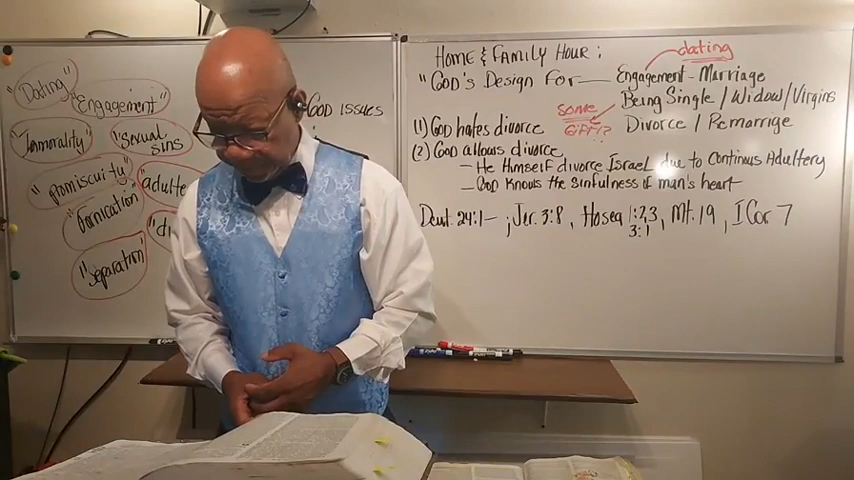 "Dating"
"Engagement"
"Immorality"
"Sexual
sins
"Promiscuity"
"adulte
"Fornication"
"di
"Separation"
God issues
Home & Family Hour:
dating
"God's Design for — Engagement - Marriage
Being Single / Widow / Virgins
some
Gift??
Divorce / Remarriage
(1) God hates divorce
(2) God allows divorce
- He Himself divorce Israel due to Continuos Adultery
- God knows the sinfulness of man's heart
Deut. 24:1- ; Jer. 3:8, Hosea 1:2,3, Mt. 19, I Cor 7
3:1